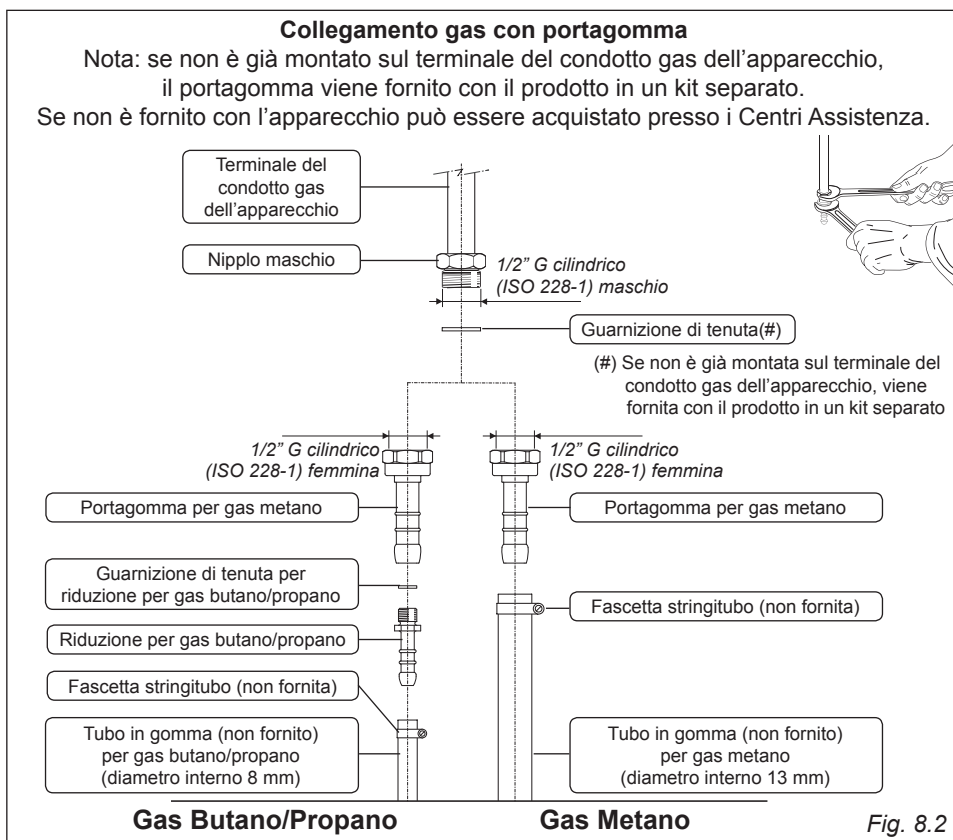 Collegamento gas con portagomma
Nota: se non è già montato sul terminale del condotto gas dell’apparecchio,
il portagomma viene fornito con il prodotto in un kit separato.
Se non è fornito con l’apparecchio può essere acquistato presso i Centri Assistenza.
Terminale del
condotto gas
dell’apparecchio
Nipplo maschio
1/2” G cilindrico
(ISO 228-1) maschio
Guarnizione di tenuta(#)
(#) Se non è già montata sul terminale del
condotto gas dell’apparecchio, viene
fornita con il prodotto in un kit separato
1/2” G cilindrico
(ISO 228-1) femmina
1/2” G cilindrico
(ISO 228-1) femmina
Portagomma per gas metano
Portagomma per gas metano
Guarnizione di tenuta per
riduzione per gas butano/propano
Fascetta stringitubo (non fornita)
Riduzione per gas butano/propano
Fascetta stringitubo (non fornita)
Tubo in gomma (non fornito)
per gas butano/propano
(diametro interno 8 mm)
Tubo in gomma (non fornito)
per gas metano
(diametro interno 13 mm)
Gas Butano/Propano
Gas Metano
Fig. 8.2